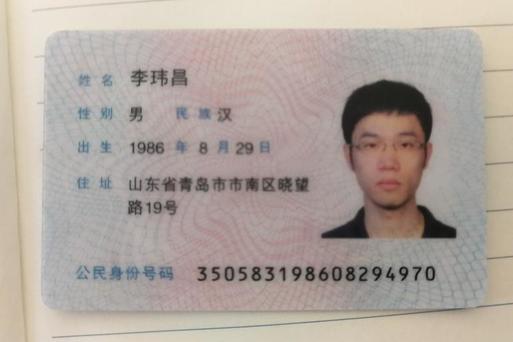 姓名 李玮昌
性别 男 民族 汉
出生 1986 年 8 月 29 日
住址 山东省青岛市市南区晓望
路19号
公民身份号码 350583198608294970